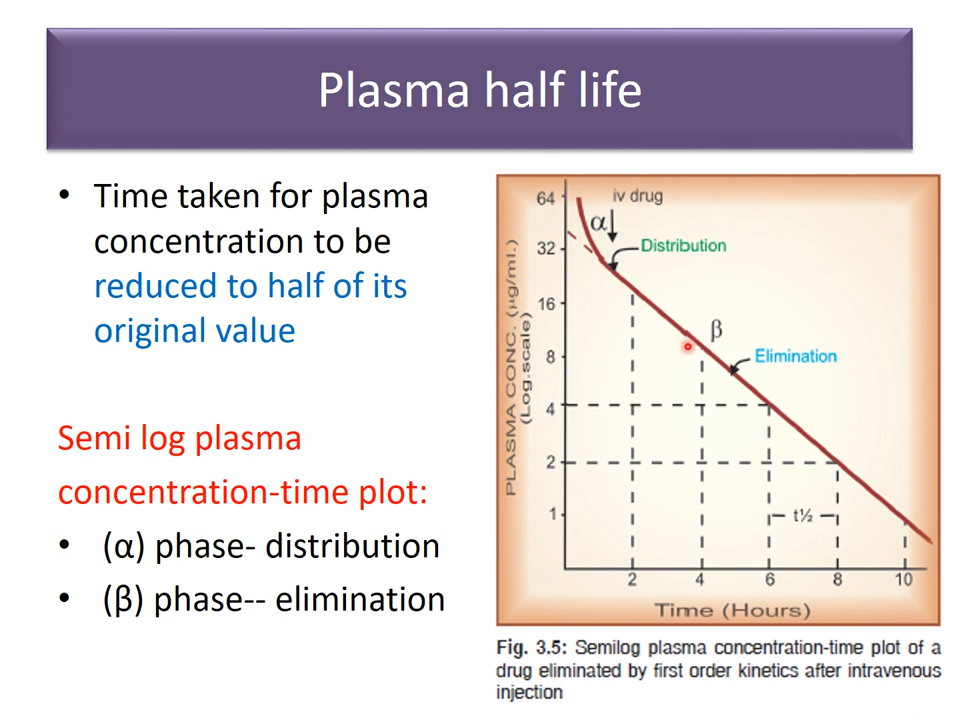 Plasma half life
• Time taken for plasma
concentration to be
reduced to half of its
original value
Semi log plasma
concentration-time plot:
• (α) phase- distribution
• (β) phase-- elimination
PLASMA CONC. (μg/ml.)
(Log.scale)
64
32
16
8
4
2
1
iv drug
α
Distribution
β
Elimination
t½
2 4 6 8 10
Time (Hours)
Fig. 3.5: Semilog plasma concentration-time plot of a
drug eliminated by first order kinetics after intravenous
injection